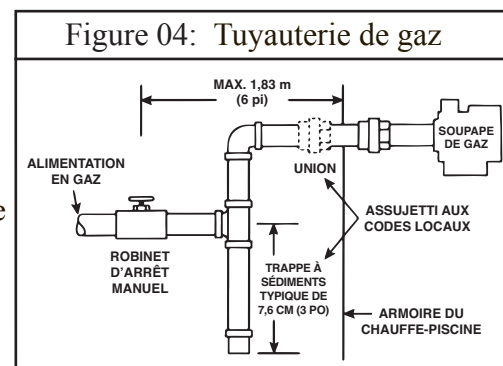 Figure 04: Tuyauterie de gaz
MAX. 1,83 m
(6 pi)
SOUPAPE
DE GAZ
ALIMENTATION
EN GAZ
UNION
ASSUJETTI AUX
CODES LOCAUX
ROBINET
D'ARRÊT
MANUEL
TRAPPE À
SÉDIMENTS
TYPIQUE DE
7,6 CM (3 PO)
ARMOIRE DU
CHAUFFE-PISCINE
e